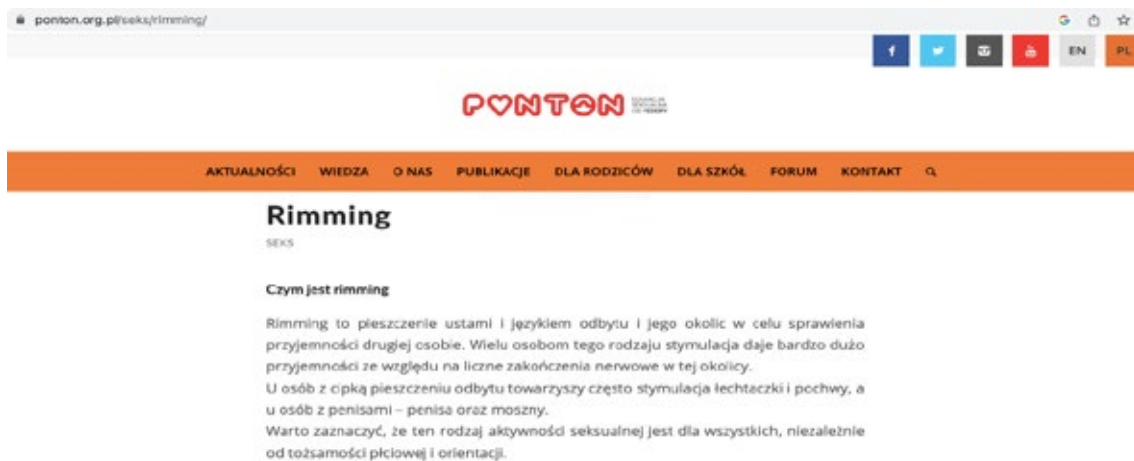 ponton.org.pl/seks/rimming/
EN PL
PONTON
AKTUALNOŚCI WIEDZA O NAS PUBLIKACJE DLA RODZICÓW DLA SZKÓŁ FORUM KONTAKT
Rimming
SEKS
Czym jest rimming
Rimming to pieszczenie ustami i językiem odbytu i jego okolic w celu sprawienia
przyjemności drugiej osobie. Wielu osobom tego rodzaju stymulacja daje bardzo dużo
przyjemności ze względu na liczne zakończenia nerwowe w tej okolicy.
U osób z cipką pieszczeniu odbytu towarzyszy często stymulacja łechtaczki i pochwy, a
u osób z penisami – penisa oraz moszny.
Warto zaznaczyć, że ten rodzaj aktywności seksualnej jest dla wszystkich, niezależnie
od tożsamości płciowej i orientacji.